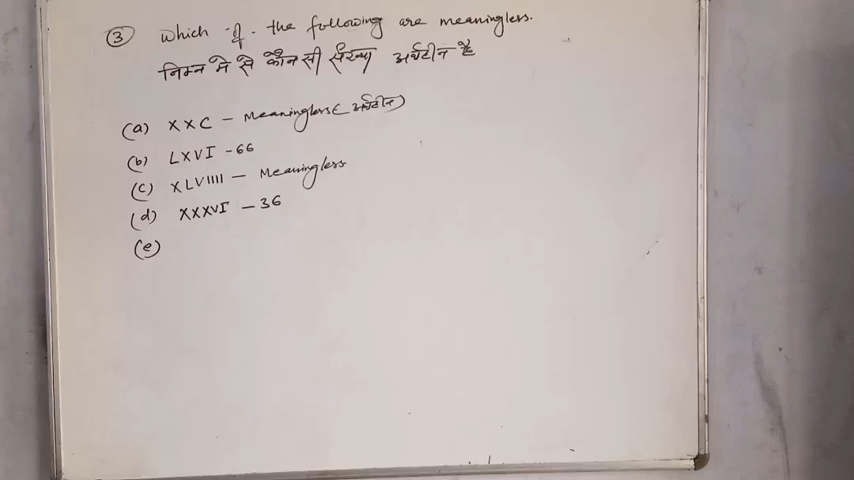 ③ which of the following are meaningless.
निम्न मे से कौन सी संख्या अर्थहीन है
(a) XXC - Meaningless (अर्थहीन)
(b) LXVI - 66
(c) XLVIIII - Meaningless
(d) XXXVI - 36
(e)